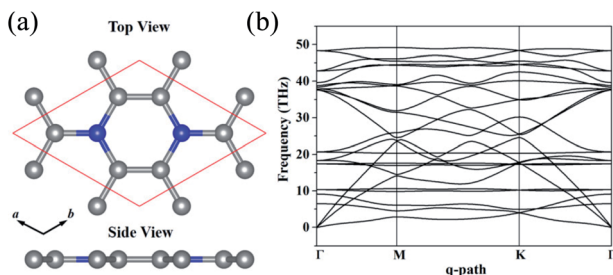 (a)
Top View
a
b
Side View
(b)
Frequency (THz)
50
40
30
20
10
0
Γ
M
K
Γ
q-path